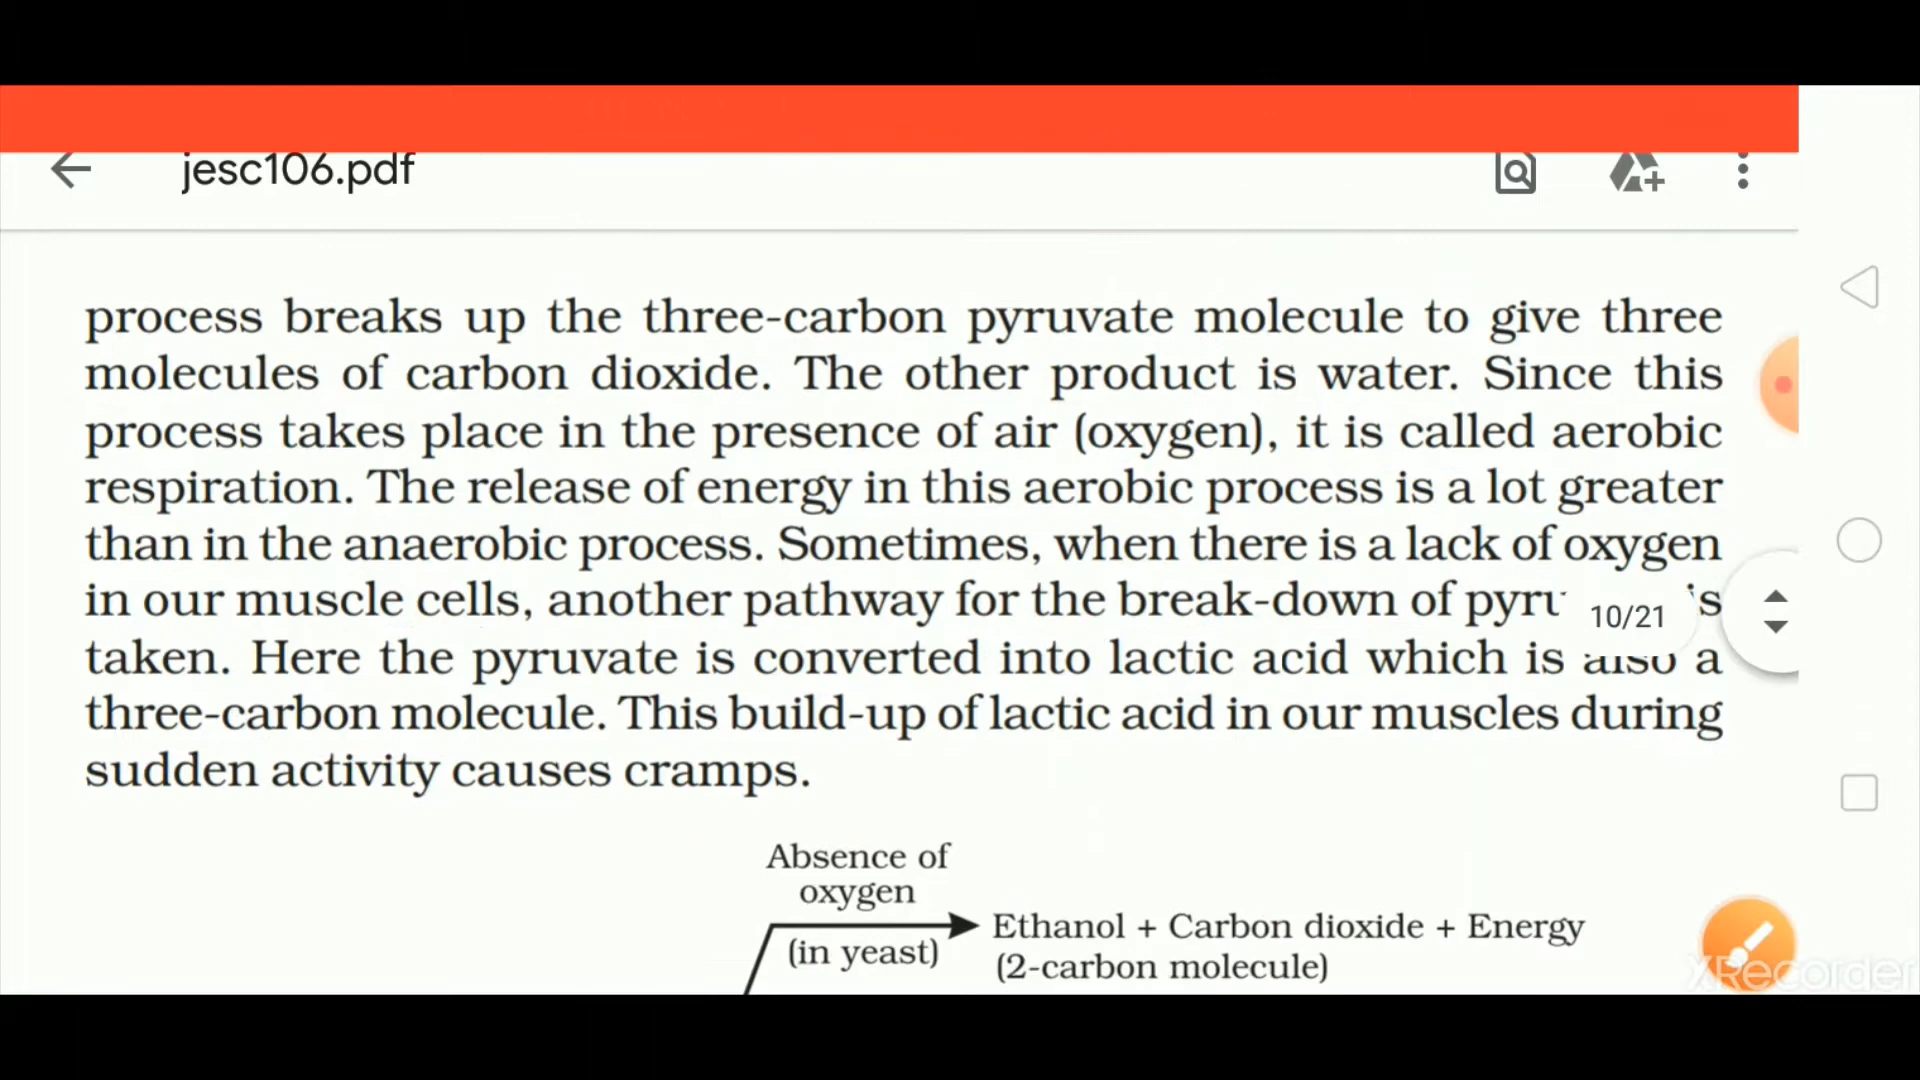 jesc106.pdf
process breaks up the three-carbon pyruvate molecule to give three
molecules of carbon dioxide. The other product is water. Since this
process takes place in the presence of air (oxygen), it is called aerobic
respiration. The release of energy in this aerobic process is a lot greater
than in the anaerobic process. Sometimes, when there is a lack of oxygen
in our muscle cells, another pathway for the break-down of is
10/21
taken. Here the pyruvate is converted into lactic acid which is also a
three-carbon molecule. This build-up of lactic acid in our muscles during
sudden activity causes cramps.
Absence of
oxygen
(in yeast)
Ethanol + Carbon dioxide + Energy
(2-carbon molecule)
XRecorder